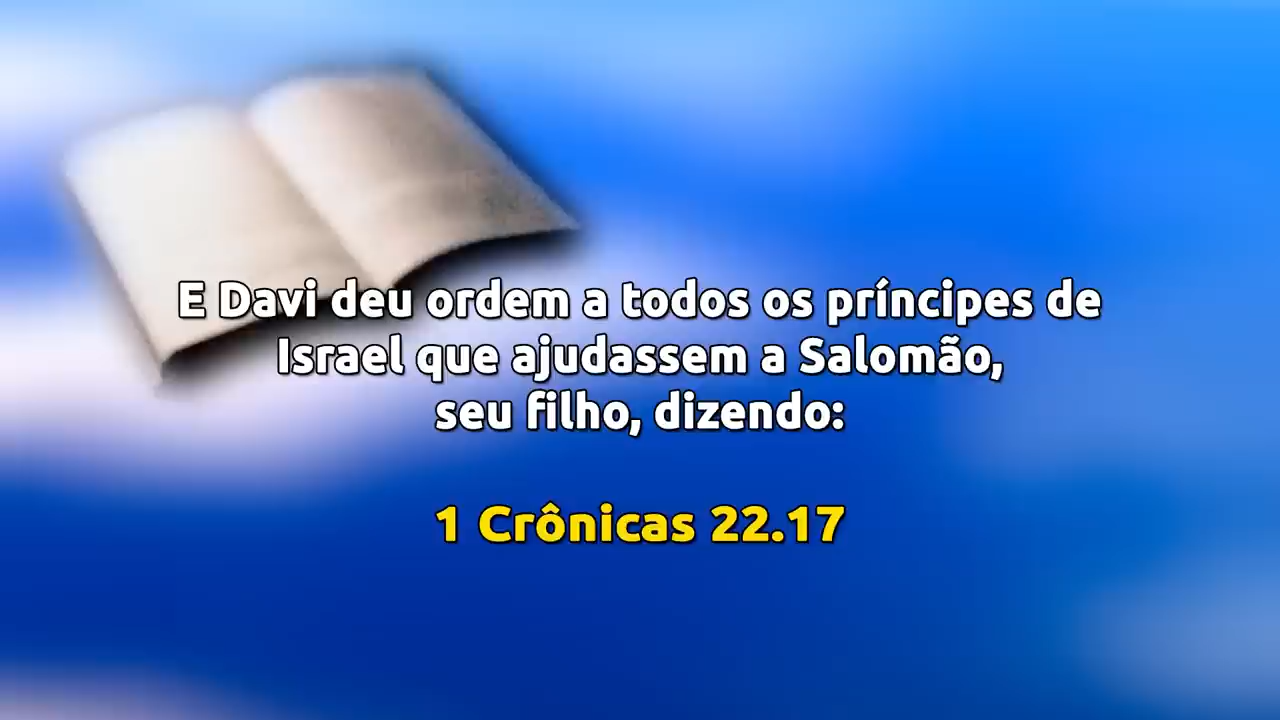 E Davi deu ordem a todos os príncipes de
Israel que ajudassem a Salomão,
seu filho, dizendo:
1 Crônicas 22.17